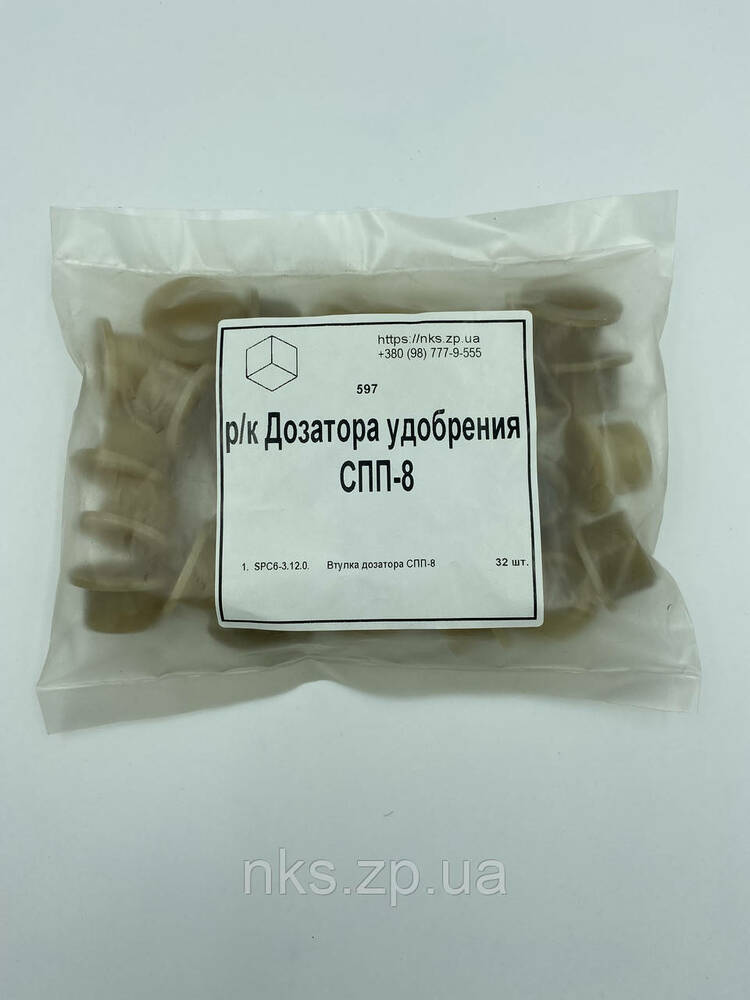 https://nks.zp.ua
+380 (98) 777-9-555
597
р/к Дозатора удобрения
СПП-8
1. SPC6-3.12.0. Втулка дозатора СПП-8 32 шт.
nks.zp.ua